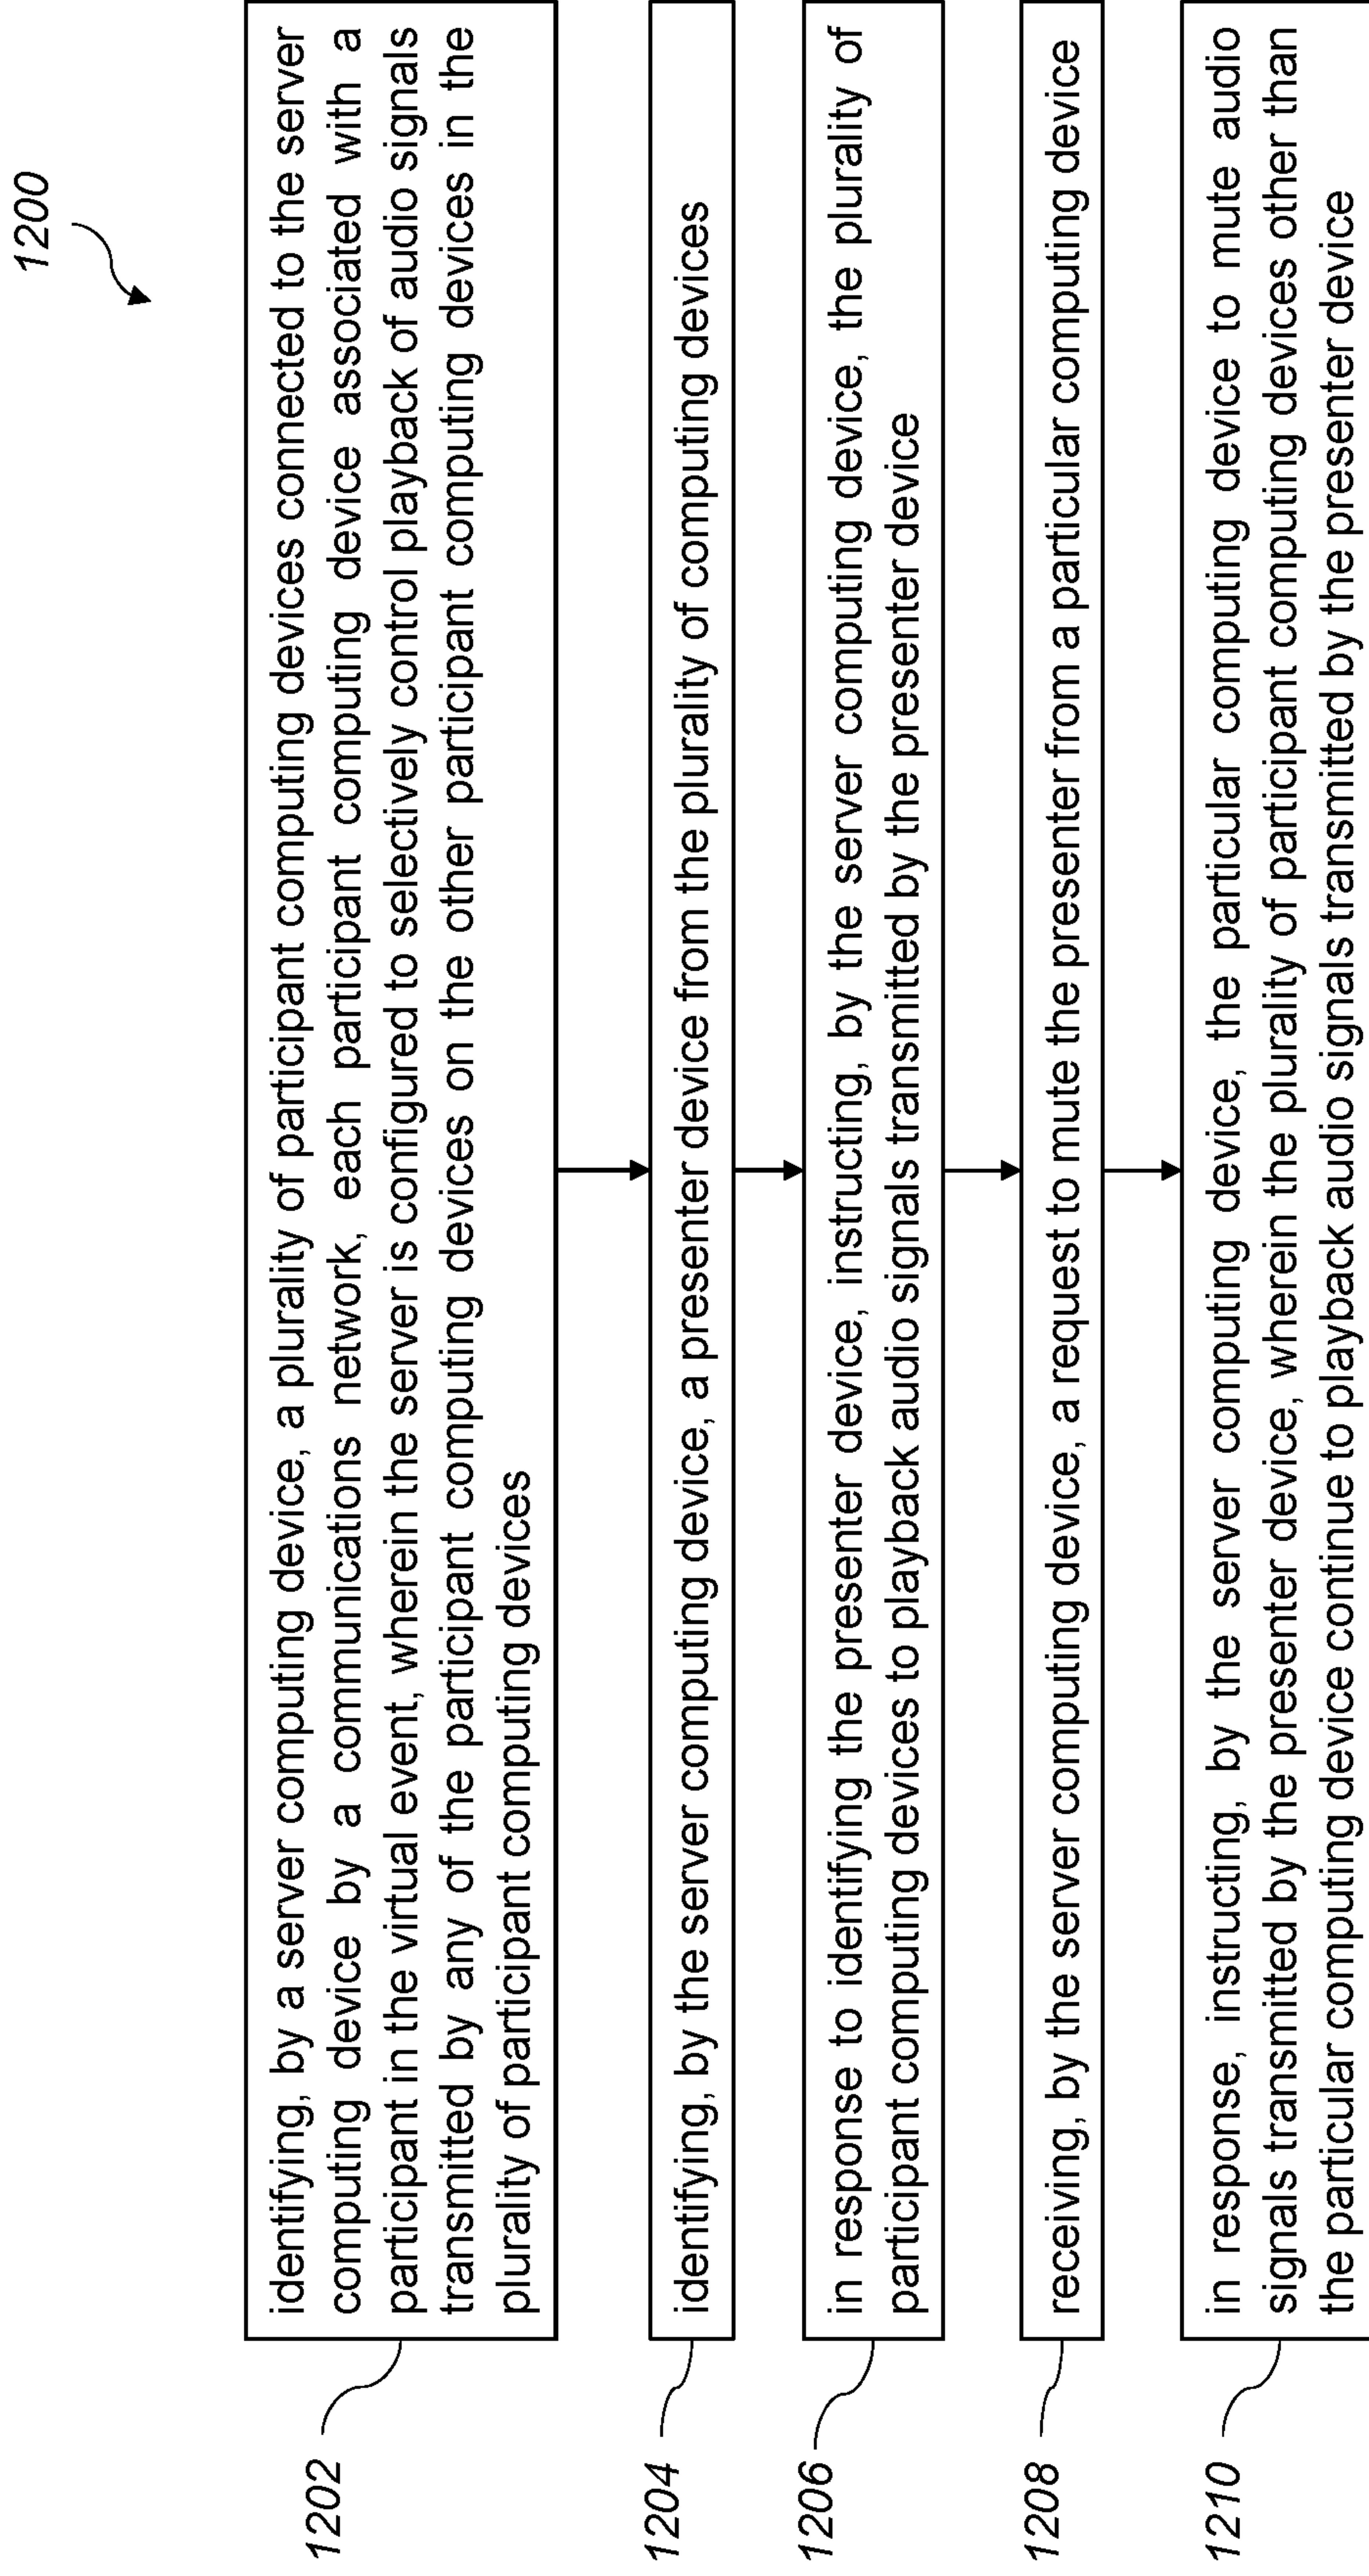 1200
1202
identifying, by a server computing device, a plurality of participant computing devices connected to the server
computing device by a communications network, each participant computing device associated with a
participant in the virtual event, wherein the server is configured to selectively control playback of audio signals
transmitted by any of the participant computing devices on the other participant computing devices in the
plurality of participant computing devices
1204
identifying, by the server computing device, a presenter device from the plurality of computing devices
1206
in response to identifying the presenter device, instructing, by the server computing device, the plurality of
participant computing devices to playback audio signals transmitted by the presenter device
1208
receiving, by the server computing device, a request to mute the presenter from a particular computing device
1210
in response, instructing, by the server computing device, the particular computing device to mute audio
signals transmitted by the presenter device, wherein the plurality of participant computing devices other than
the particular computing device continue to playback audio signals transmitted by the presenter device